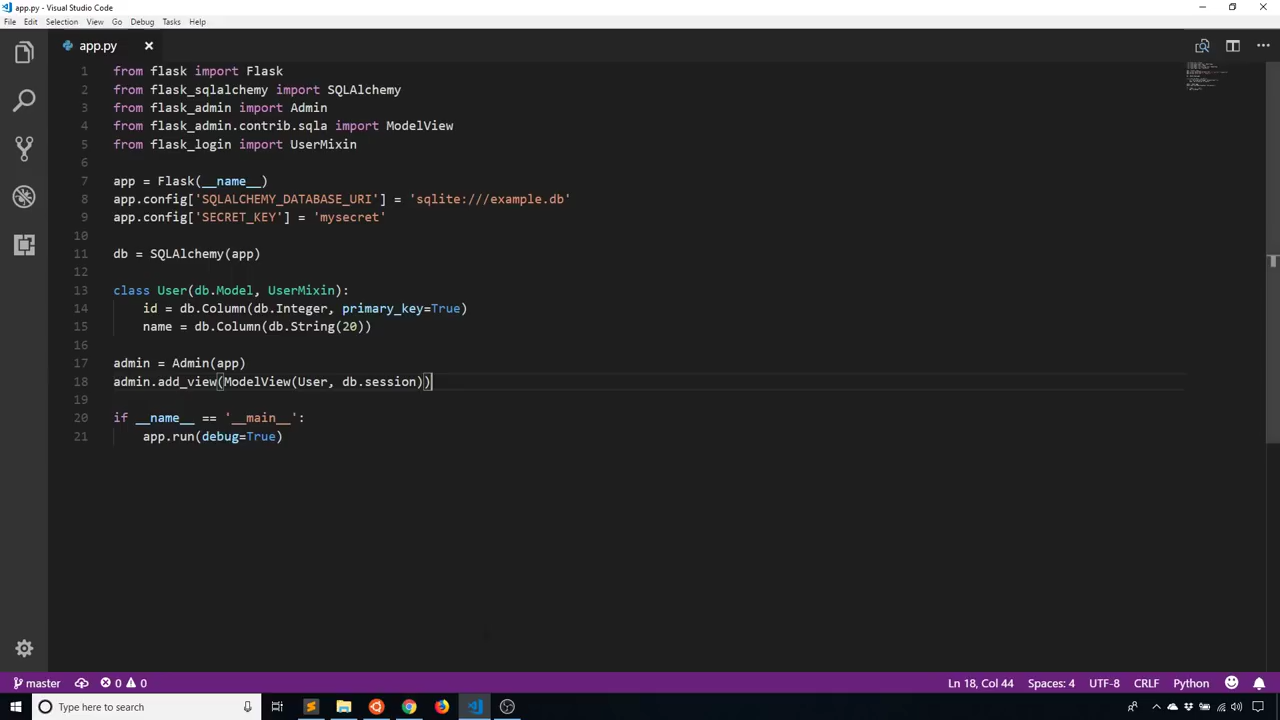 app.py - Visual Studio Code
File Edit Selection View Go Debug Tasks Help
app.py
1 from flask import Flask
2 from flask_sqlalchemy import SQLAlchemy
3 from flask_admin import Admin
4 from flask_admin.contrib.sqla import ModelView
5 from flask_login import UserMixin
6
7 app = Flask(__name__)
8 app.config['SQLALCHEMY_DATABASE_URI'] = 'sqlite:///example.db'
9 app.config['SECRET_KEY'] = 'mysecret'
10
11 db = SQLAlchemy(app)
12
13 class User(db.Model, UserMixin):
14     id = db.Column(db.Integer, primary_key=True)
15     name = db.Column(db.String(20))
16
17 admin = Admin(app)
18 admin.add_view(ModelView(User, db.session))
19
20 if __name__ == '__main__':
21     app.run(debug=True)
master 0 0 Ln 18, Col 44 Spaces: 4 UTF-8 CRLF Python
Type here to search